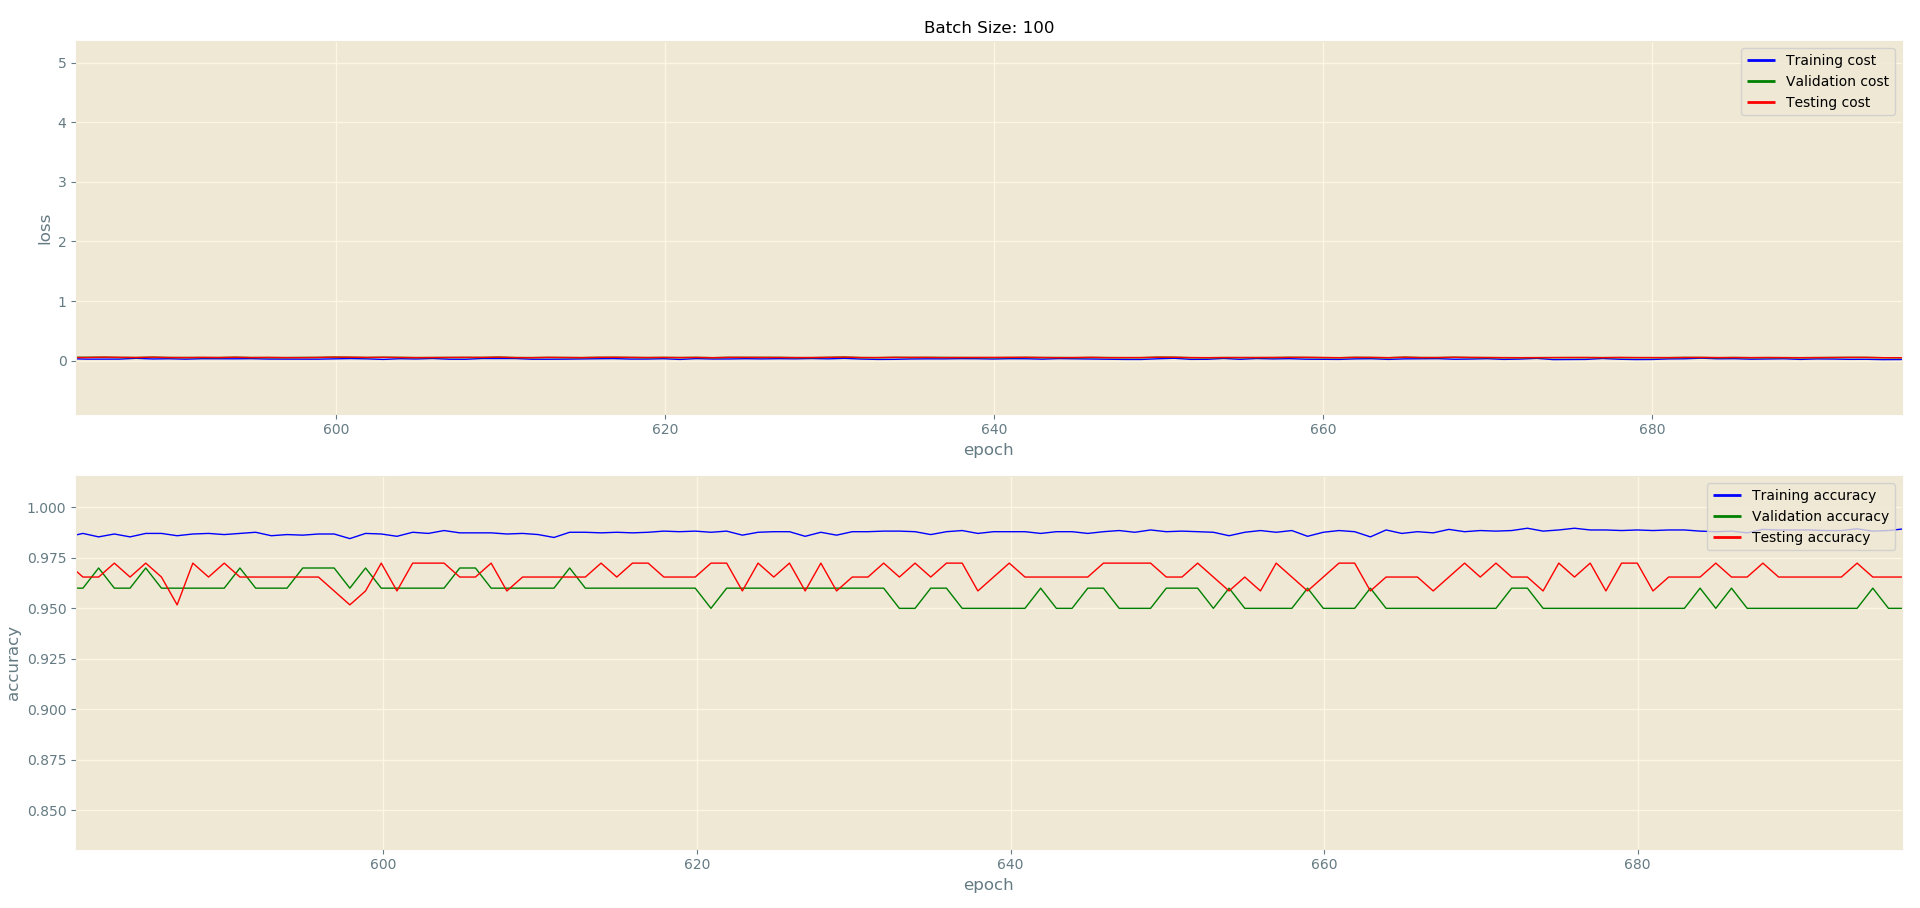 Batch Size: 100
5
4
3
2
1
0
loss
Training cost
Validation cost
Testing cost
600
620
640
660
680
epoch
1.000
0.975
0.950
0.925
0.900
0.875
0.850
accuracy
Training accuracy
Validation accuracy
Testing accuracy
600
620
640
660
680
epoch